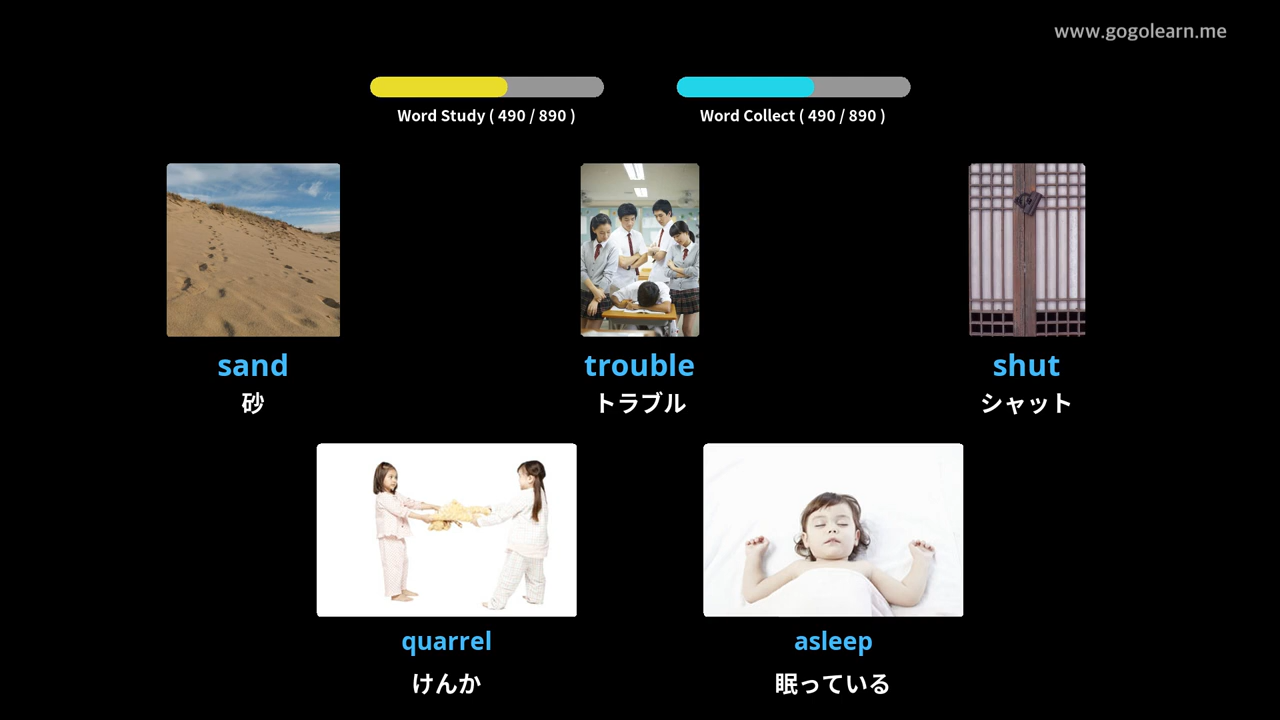 www.gogolearn.me
Word Study ( 490 / 890 )
Word Collect ( 490 / 890 )
sand
砂
trouble
トラブル
shut
シャット
quarrel
けんか
asleep
眠っている